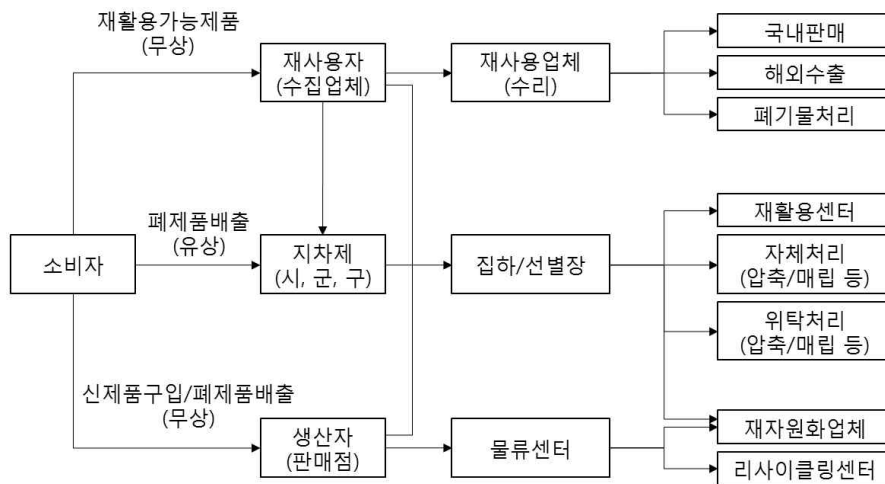 재활용가능제품
(무상)
재사용자
(수집업체)
재사용업체
(수리)
국내판매
해외수출
폐기물처리
소비자
폐제품배출
(유상)
지차제
(시, 군, 구)
집하/선별장
재활용센터
자체처리
(압축/매립 등)
위탁처리
(압축/매립 등)
신제품구입/폐제품배출
(무상)
생산자
(판매점)
물류센터
재자원화업체
리사이클링센터